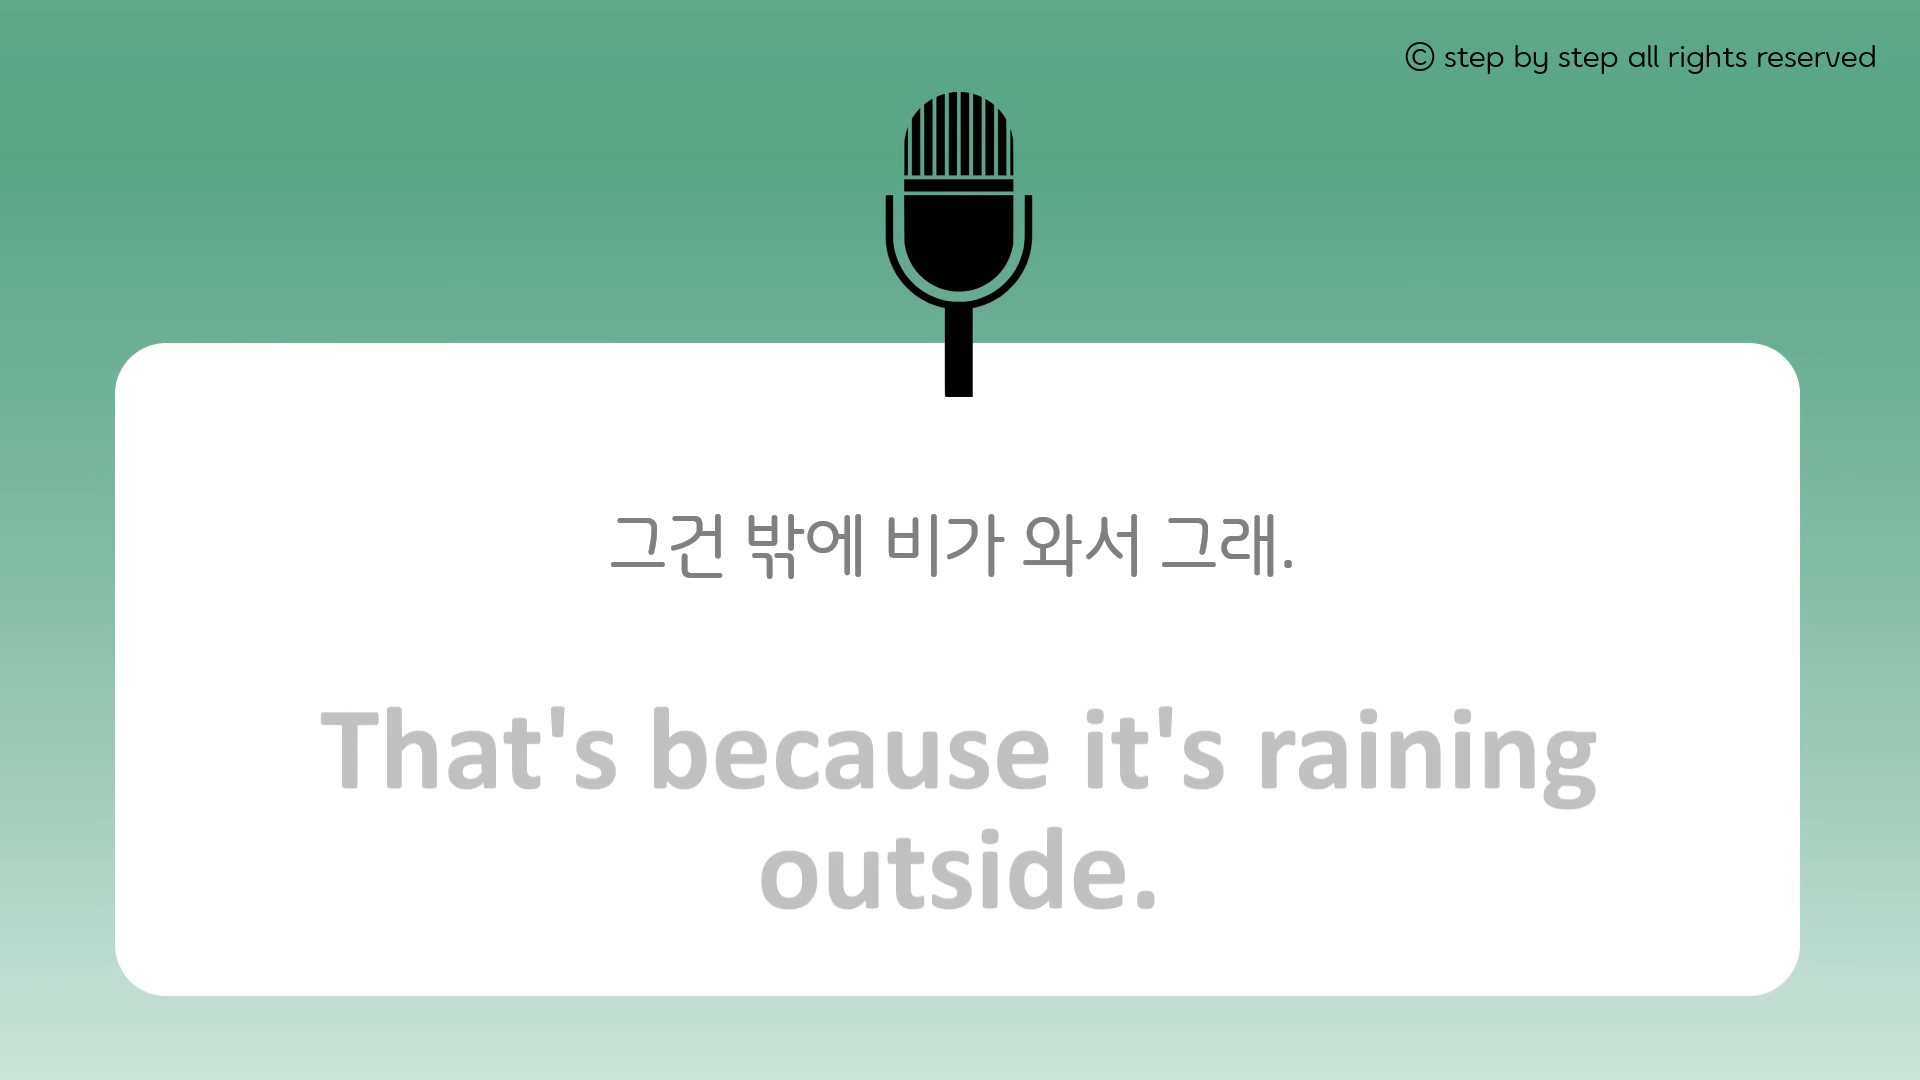 © step by step all rights reserved
그건 밖에 비가 와서 그래.
That's because it's raining
outside.